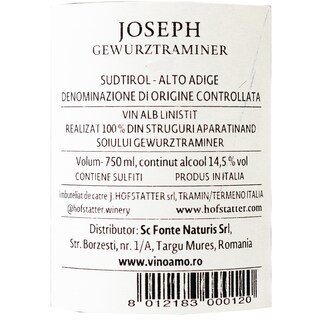 JOSEPH
GEWURZTRAMINER
SUDTIROL - ALTO ADIGE
DENOMINAZIONE DI ORIGINE CONTROLLATA
VIN ALB LINISTIT
REALIZAT 100% DIN STRUGURI APARATINAND
SOIULUI GEWURZTRAMINER
Volum- 750 ml, continut alcool 14,5% vol
CONTIENE SULFITI PRODUS IN ITALIA
imbuteliat de catre J. HOFSTATTER srl, TRAMIN/TERMENO ITALIA
@hofstatter.winery www.hofstatter.com
Distributor: Sc Fonte Naturis Srl,
Str. Borzesti, nr. 1/A, Targu Mures, Romania
www.vinoamo.ro
8 012183 000120